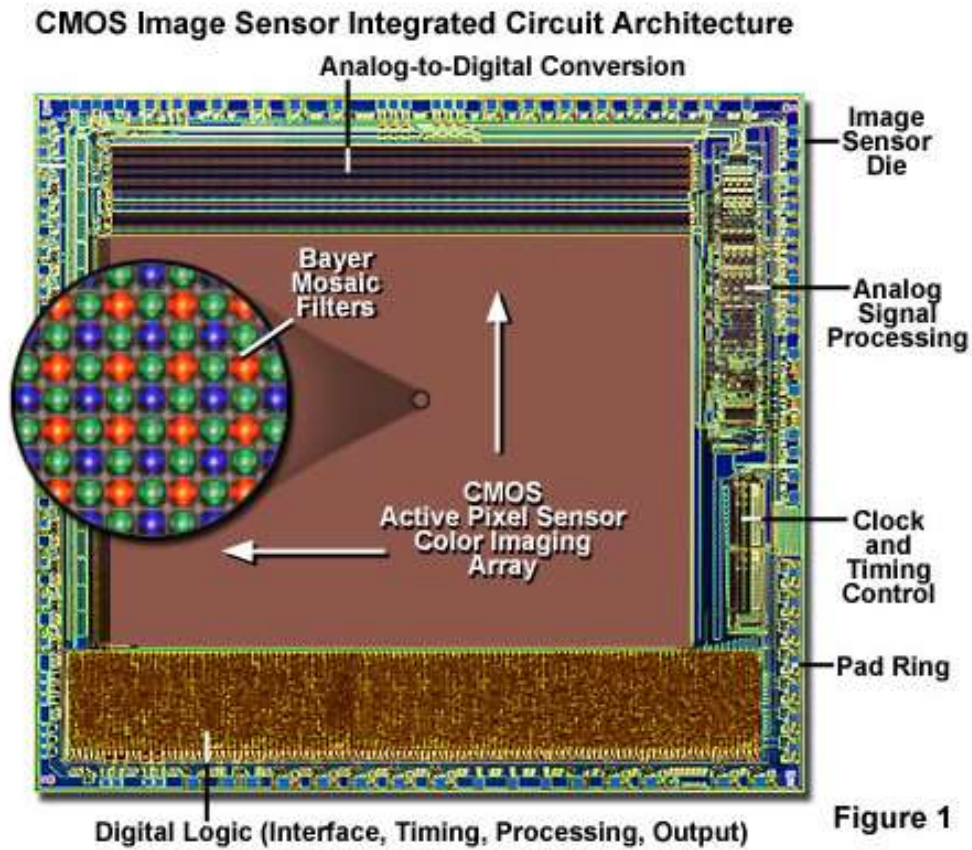 CMOS Image Sensor Integrated Circuit Architecture
Analog-to-Digital Conversion
Image
Sensor
Die
Bayer
Mosaic
Filters
Analog
Signal
Processing
CMOS
Active Pixel Sensor
Color Imaging
Array
Clock
and
Timing
Control
Pad Ring
Digital Logic (Interface, Timing, Processing, Output)
Figure 1